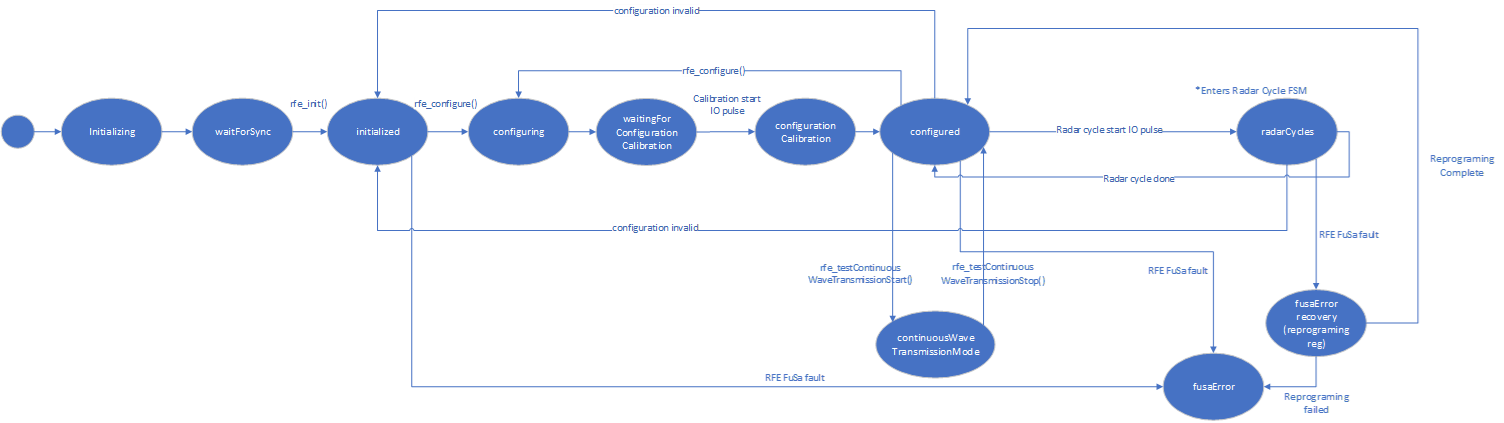 configuration invalid
rfe_configure()
*Enters Radar Cycle FSM
rfe_init()
rfe_configure()
Calibration start
IO pulse
Initializing
waitForSync
initialized
configuring
waitingFor
Configuration
Calibration
configuration
Calibration
configured
Radar cycle start IO pulse
radarCycles
Reprograming
Complete
Radar cycle done
configuration invalid
RFE FuSa fault
rfe_testContinuous
WaveTransmissionStart()
rfe_testContinuous
WaveTransmissionStop()
RFE FuSa fault
fusaError
recovery
(reprograming
reg)
continuousWave
TransmissionMode
RFE FuSa fault
fusaError
Reprograming
failed